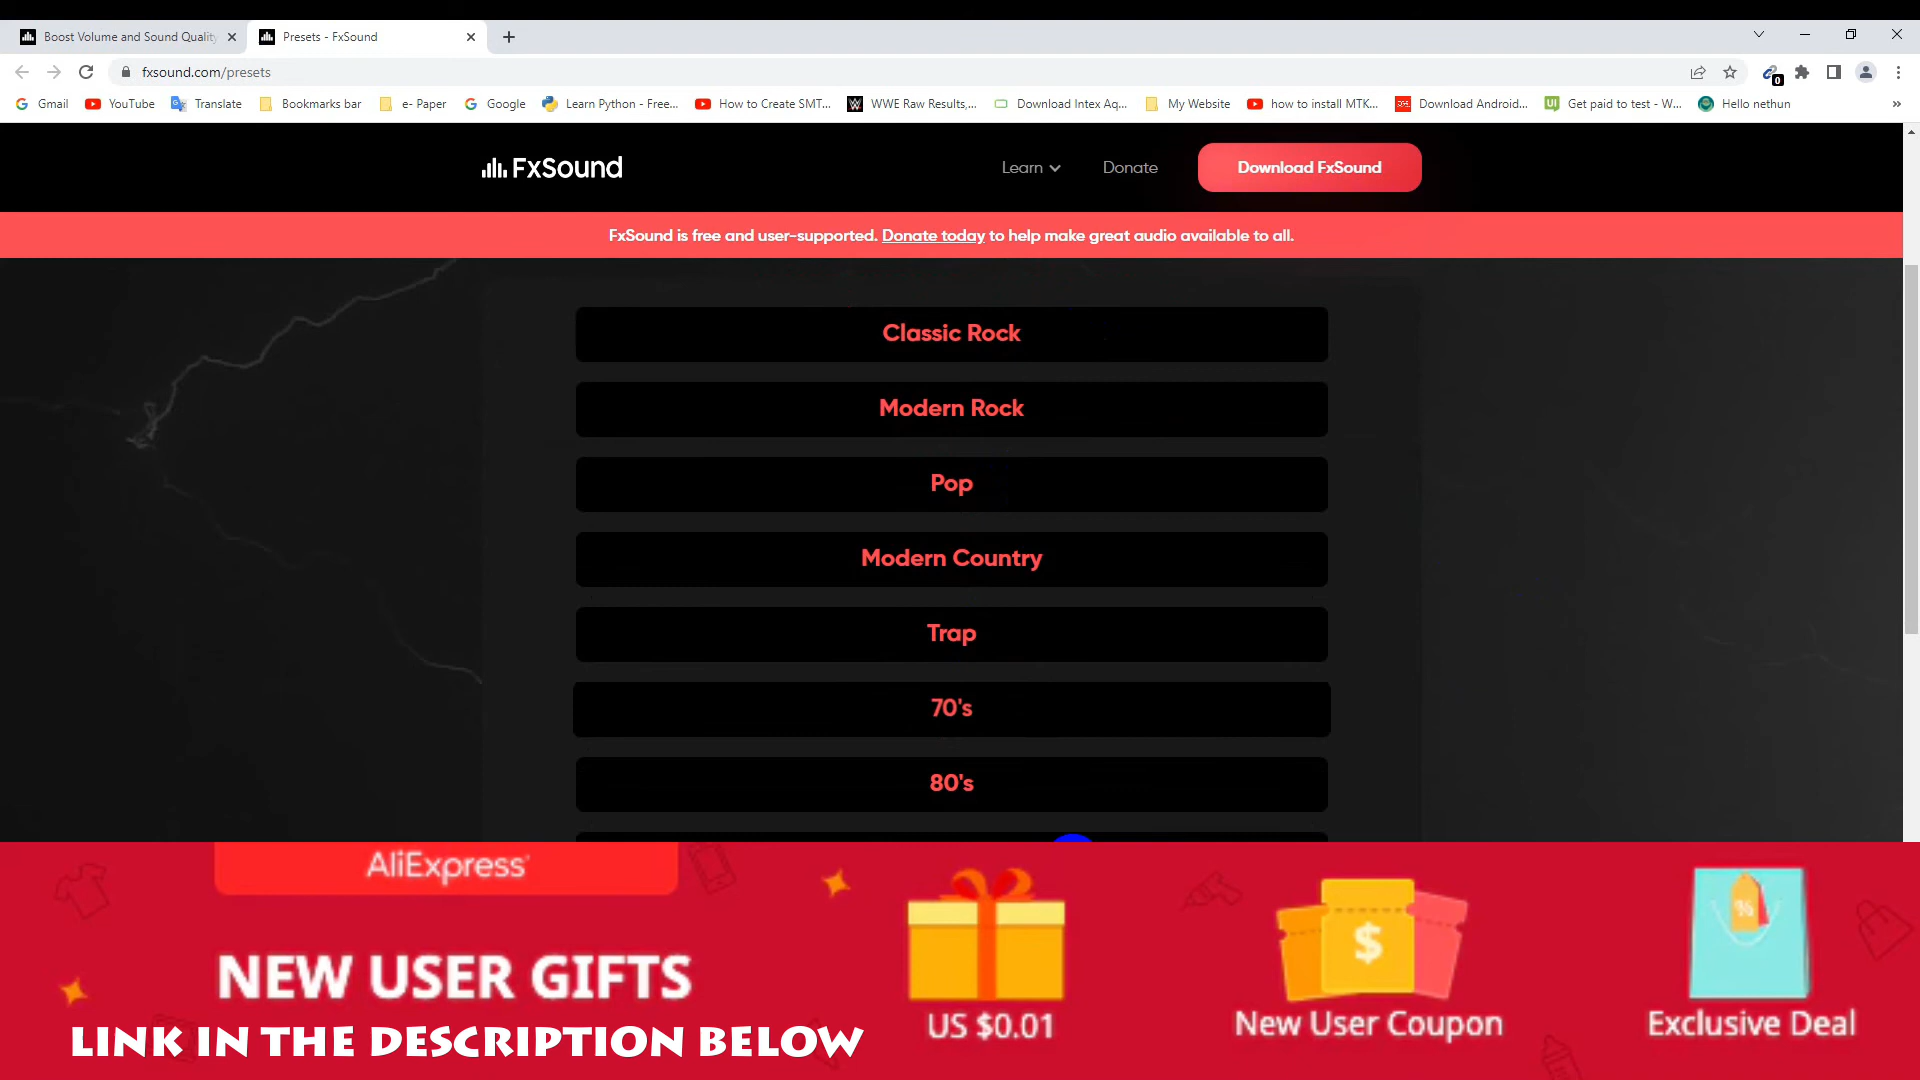 Boost Volume and Sound Quality
Presets - FxSound
fxsound.com/presets
0
Gmail
YouTube
Translate
Bookmarks bar
e- Paper
Google
Learn Python - Free...
How to Create SMT...
WWE Raw Results,...
Download Intex Aq...
My Website
how to install MTK...
Download Android...
Get paid to test - W...
Hello nethun
FxSound
Learn
Donate
Download FxSound
FxSound is free and user-supported. Donate today to help make great audio available to all.
Classic Rock
Modern Rock
Pop
Modern Country
Trap
70's
80's
AliExpress
NEW USER GIFTS
LINK IN THE DESCRIPTION BELOW
US $0.01
$
New User Coupon
%
Exclusive Deal